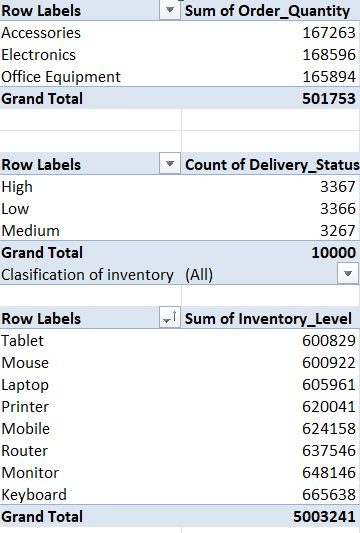 Row Labels Sum of Order_Quantity
Accessories 167263
Electronics 168596
Office Equipment 165894
Grand Total 501753
Row Labels Count of Delivery_Status
High 3367
Low 3366
Medium 3267
Grand Total 10000
Clasification of inventory (All)
Row Labels Sum of Inventory_Level
Tablet 600829
Mouse 600922
Laptop 605961
Printer 620041
Mobile 624158
Router 637546
Monitor 648146
Keyboard 665638
Grand Total 5003241